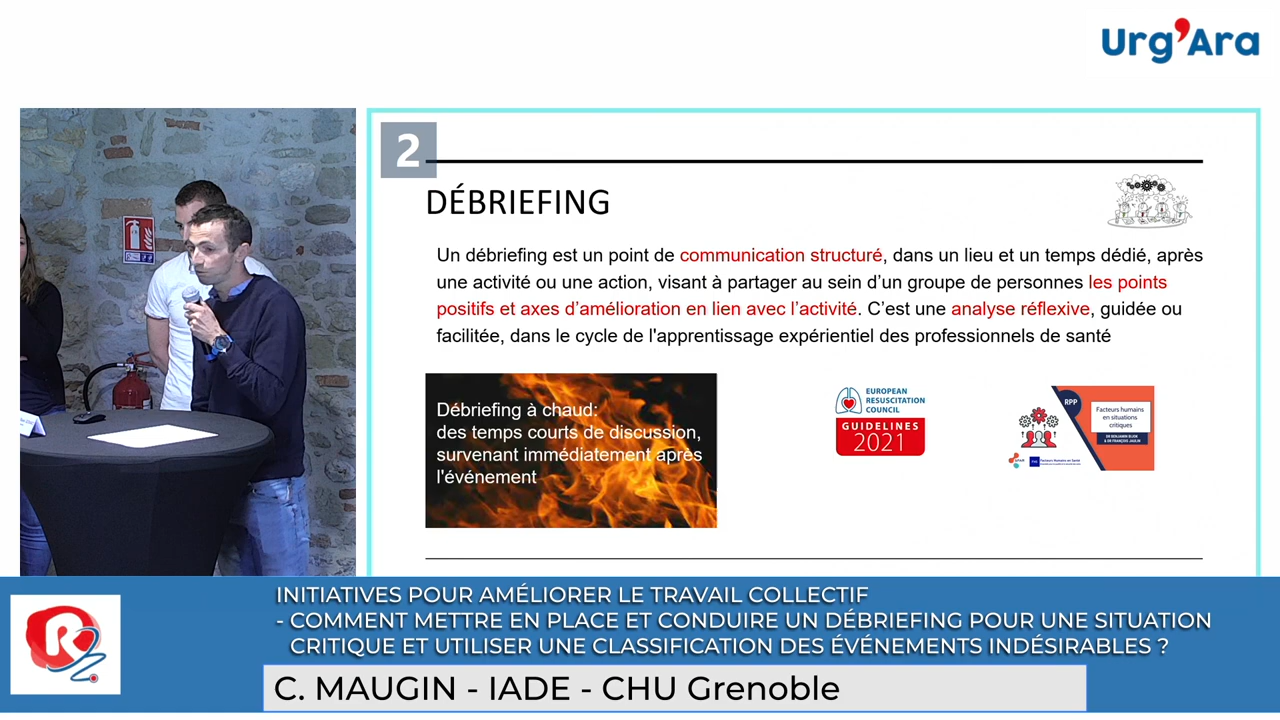 Urg'Ara
2
DÉBRIEFING
Un débriefing est un point de communication structuré, dans un lieu et un temps dédié, après
une activité ou une action, visant à partager au sein d’un groupe de personnes les points
positifs et axes d’amélioration en lien avec l’activité. C’est une analyse réflexive, guidée ou
facilitée, dans le cycle de l'apprentissage expérientiel des professionnels de santé
Débriefing à chaud:
des temps courts de discussion,
survenant immédiatement après
l'événement
EUROPEAN
RESUSCITATION
COUNCIL
GUIDELINES
2021
RPP
Facteurs humains
en situations
critiques
INITIATIVES POUR AMÉLIORER LE TRAVAIL COLLECTIF
- COMMENT METTRE EN PLACE ET CONDUIRE UN DÉBRIEFING POUR UNE SITUATION
CRITIQUE ET UTILISER UNE CLASSIFICATION DES ÉVÉNEMENTS INDÉSIRABLES ?
R
C. MAUGIN - IADE - CHU Grenoble